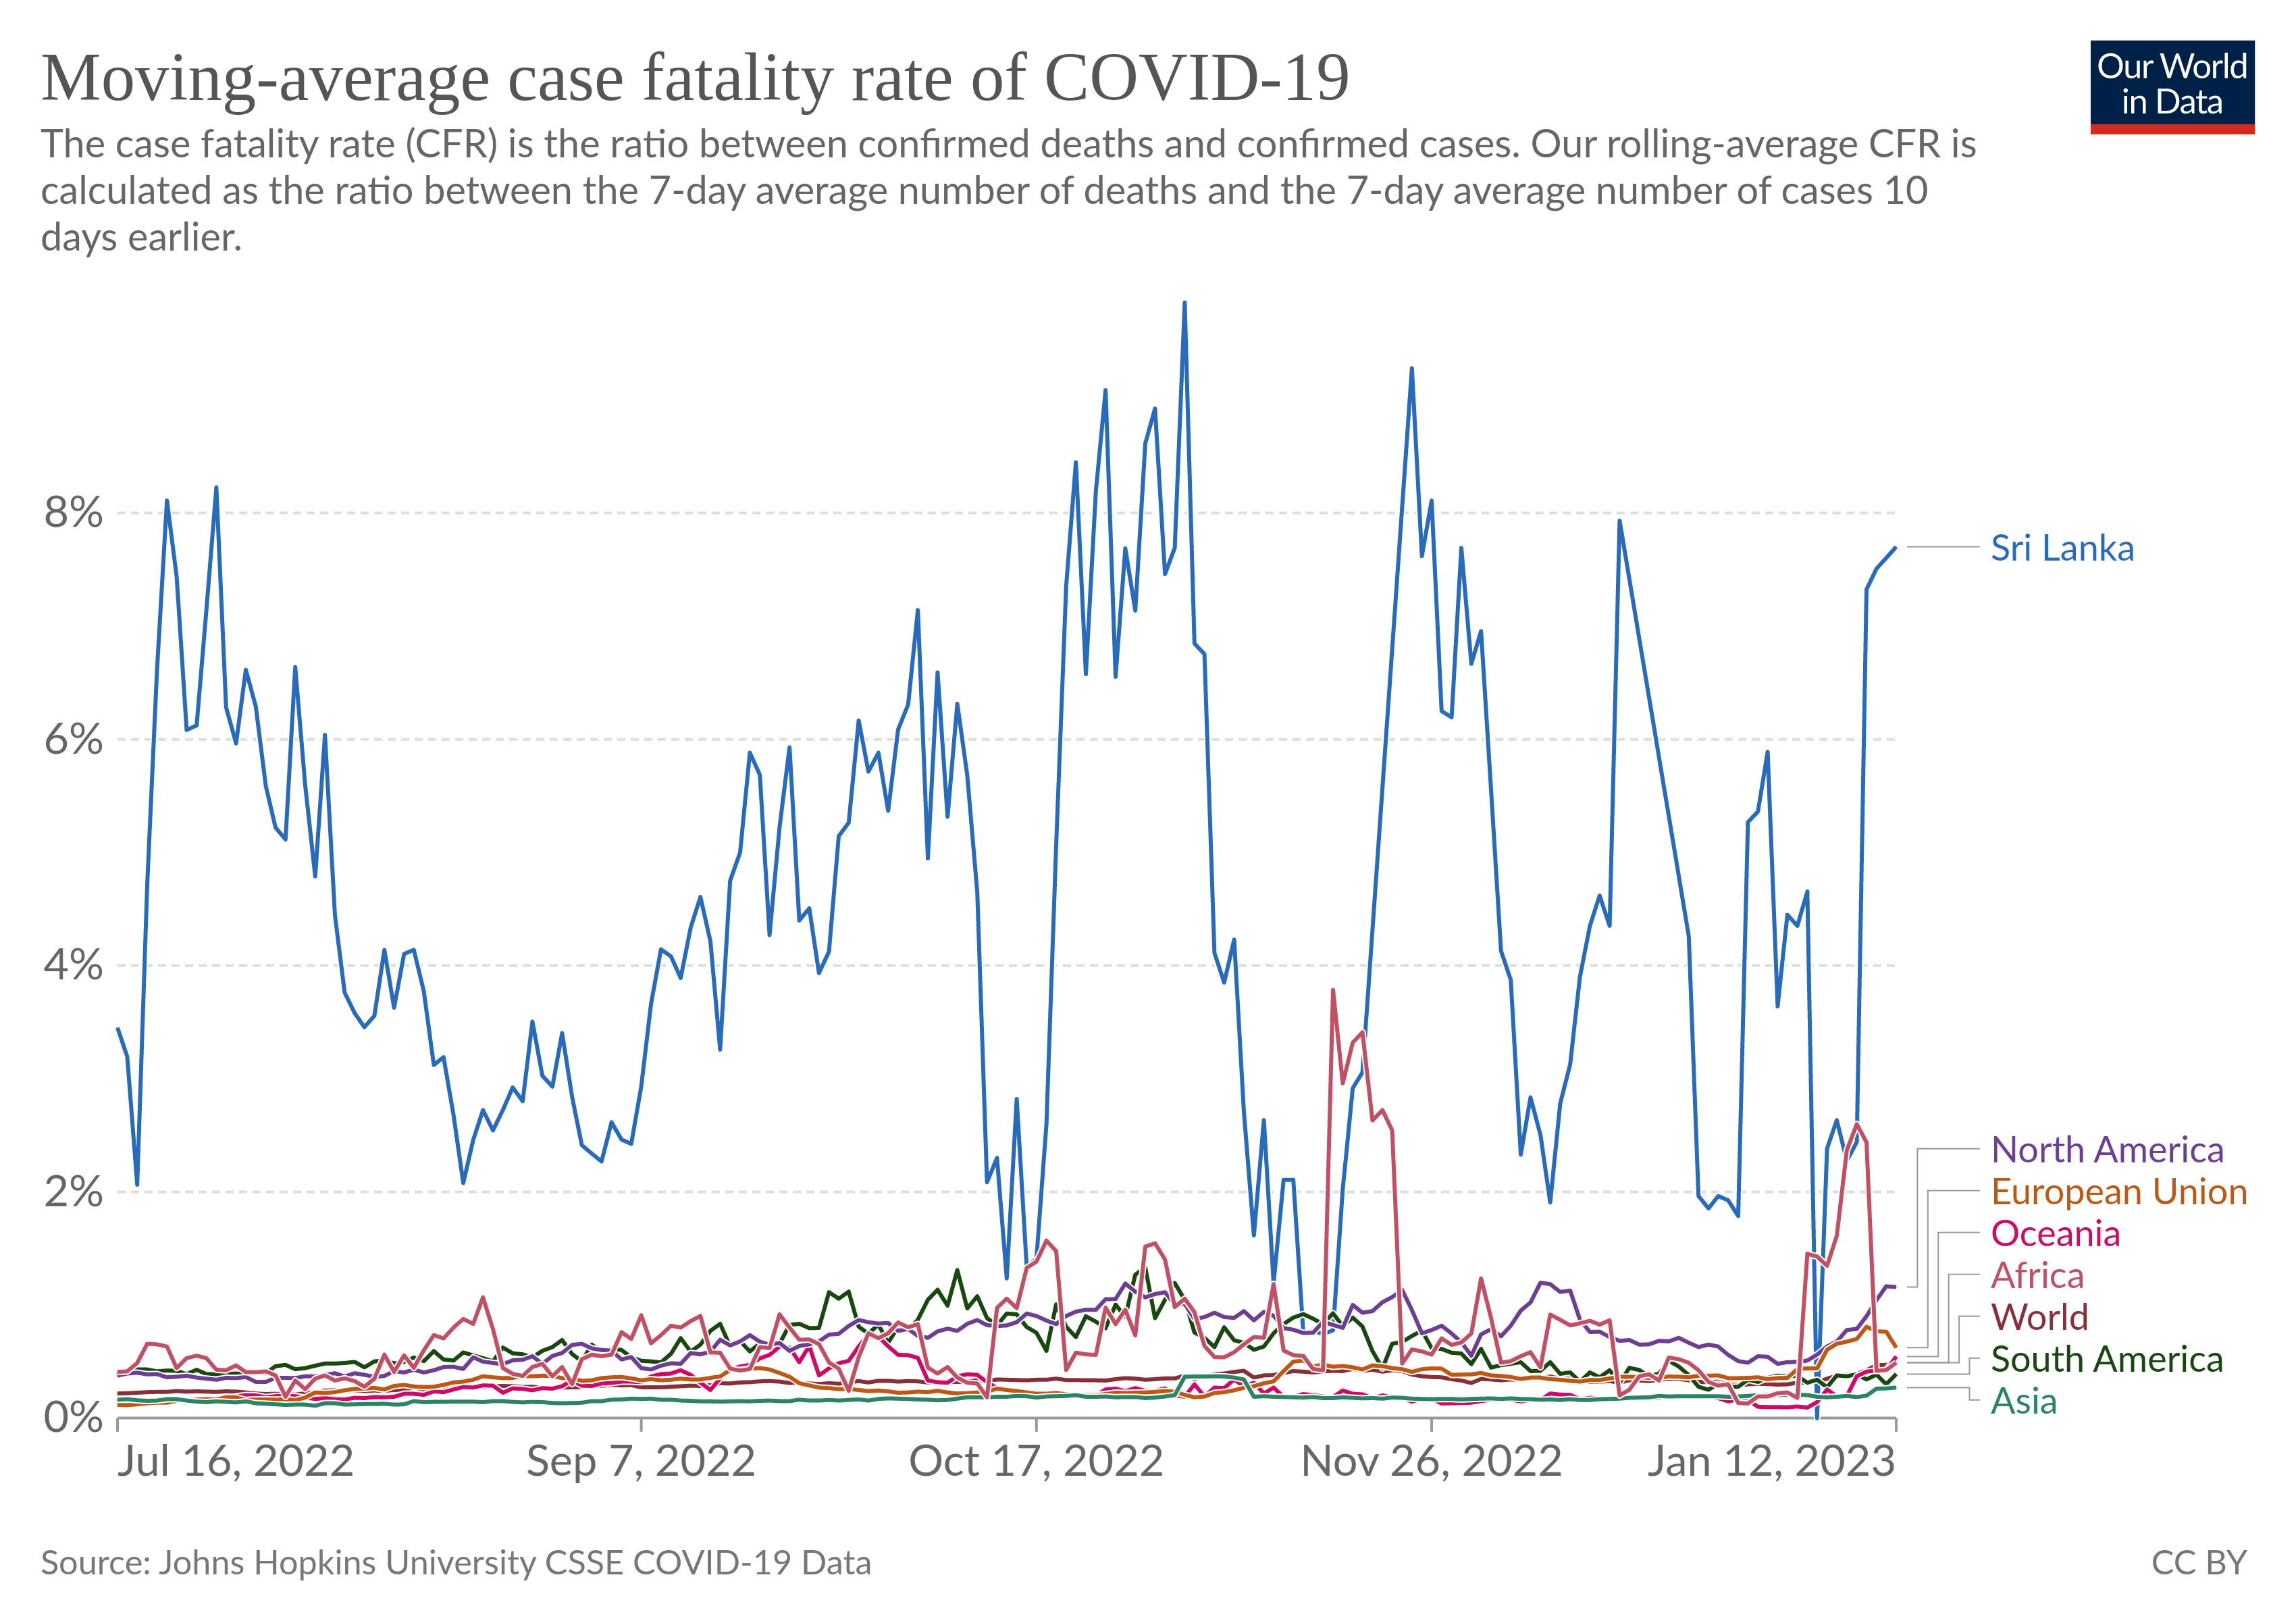 Moving-average case fatality rate of COVID-19
Our World
in Data
The case fatality rate (CFR) is the ratio between confirmed deaths and confirmed cases. Our rolling-average CFR is
calculated as the ratio between the 7-day average number of deaths and the 7-day average number of cases 10
days earlier.
8%
6%
4%
2%
0%
Sri Lanka
North America
European Union
Oceania
Africa
World
South America
Asia
Jul 16, 2022
Sep 7, 2022
Oct 17, 2022
Nov 26, 2022
Jan 12, 2023
Source: Johns Hopkins University CSSE COVID-19 Data
CC BY